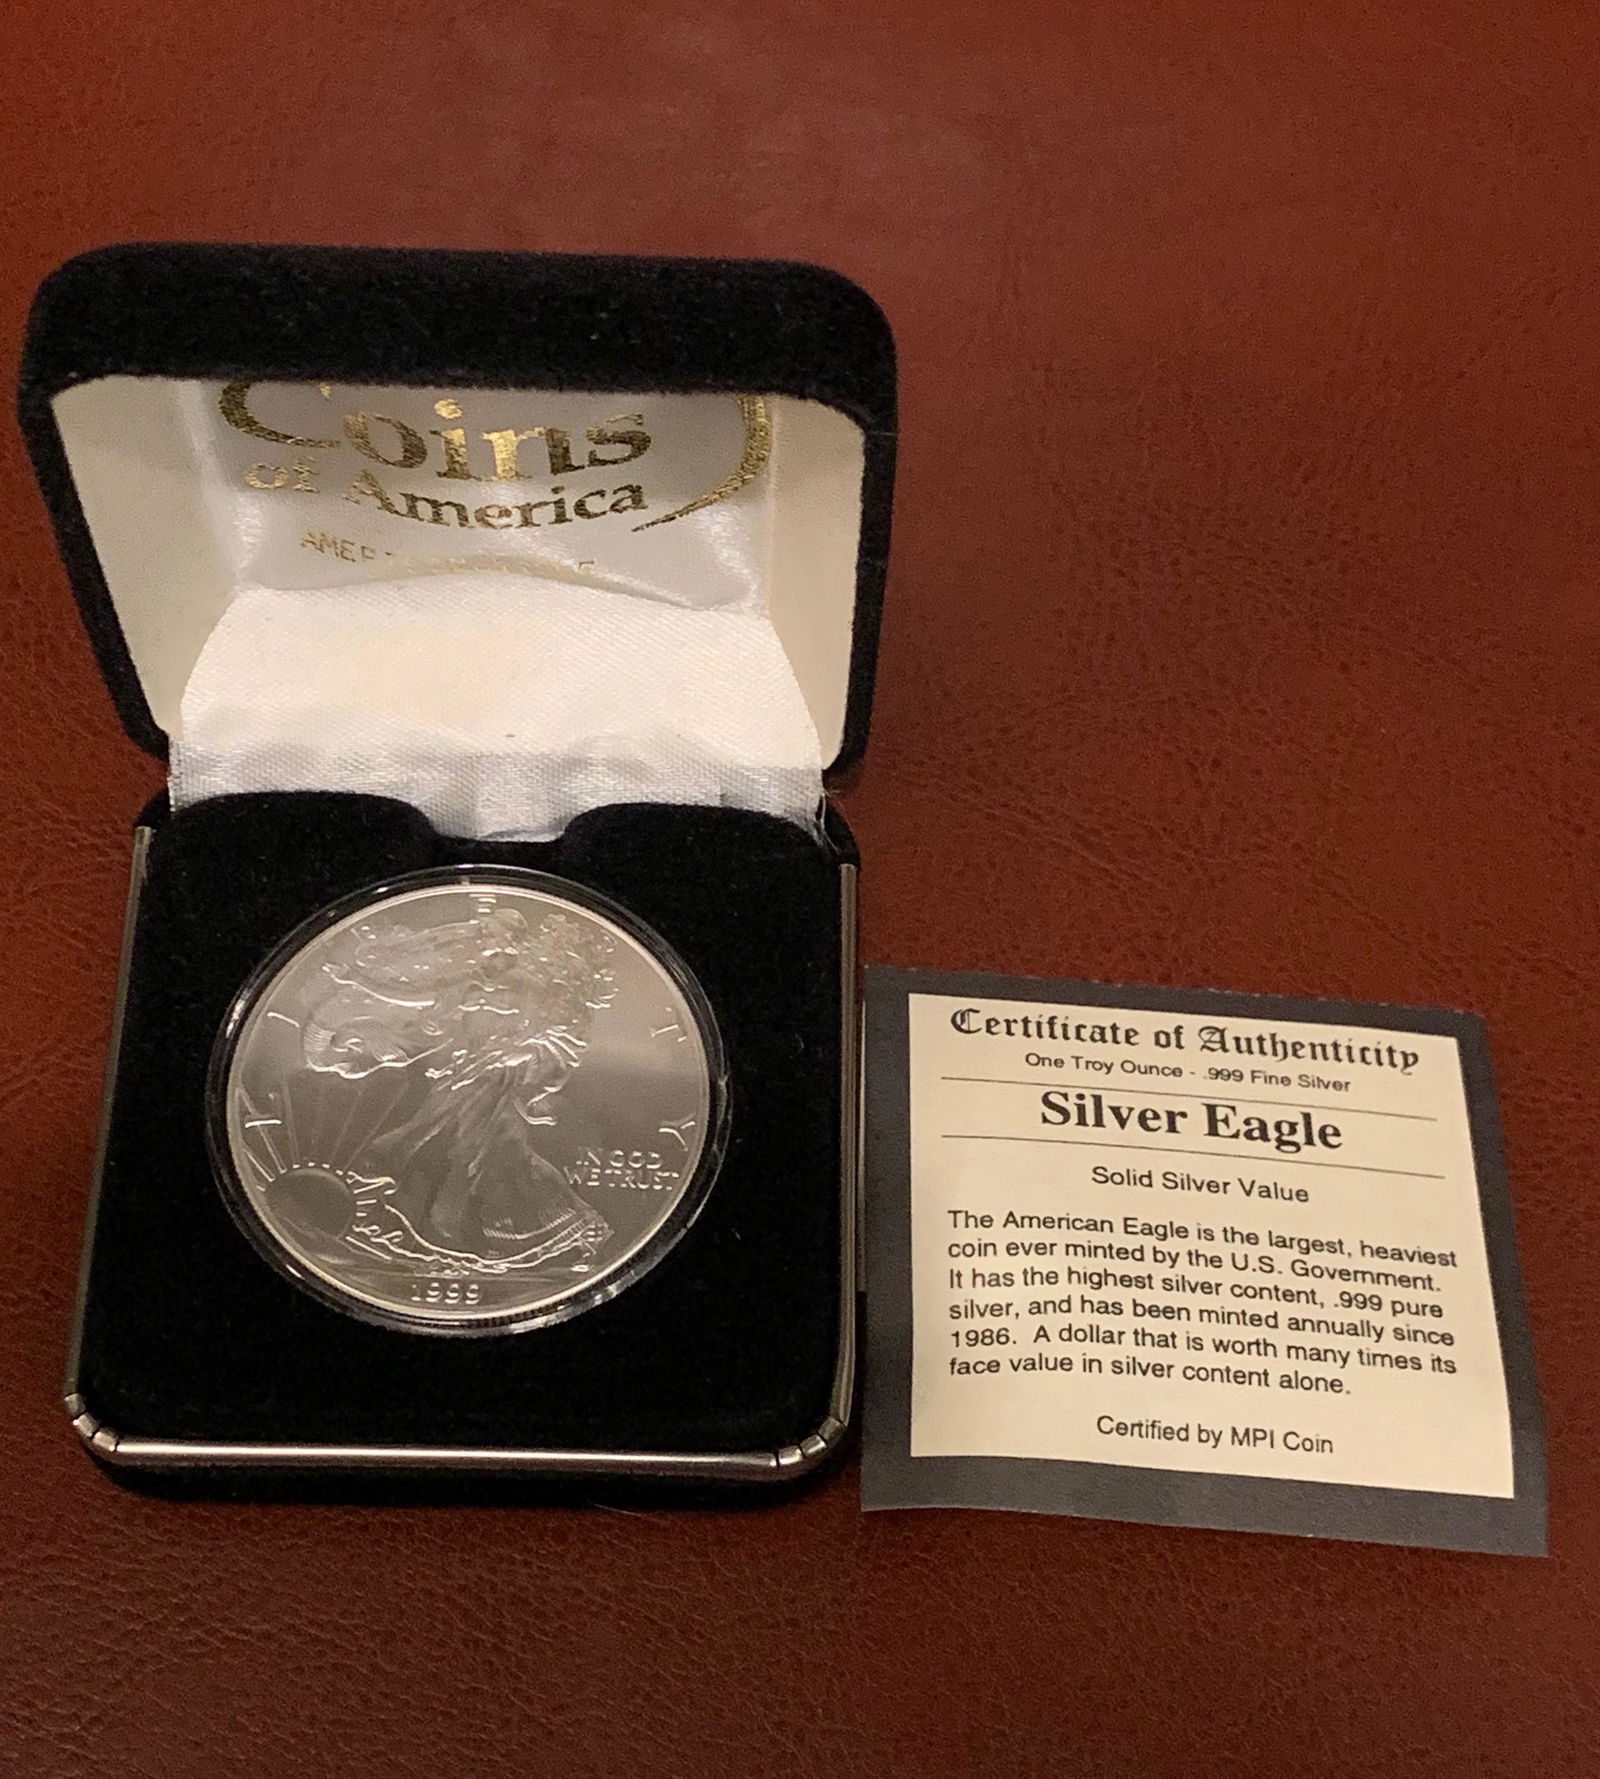 Coins
of America
L I B E R T Y
IN GOD
WE TRUST
1999
Certificate of Authenticity
One Troy Ounce - .999 Fine Silver
Silver Eagle
Solid Silver Value
The American Eagle is the largest, heaviest
coin ever minted by the U.S. Government.
It has the highest silver content, .999 pure
silver, and has been minted annually since
1986. A dollar that is worth many times its
face value in silver content alone.
Certified by MPI Coin